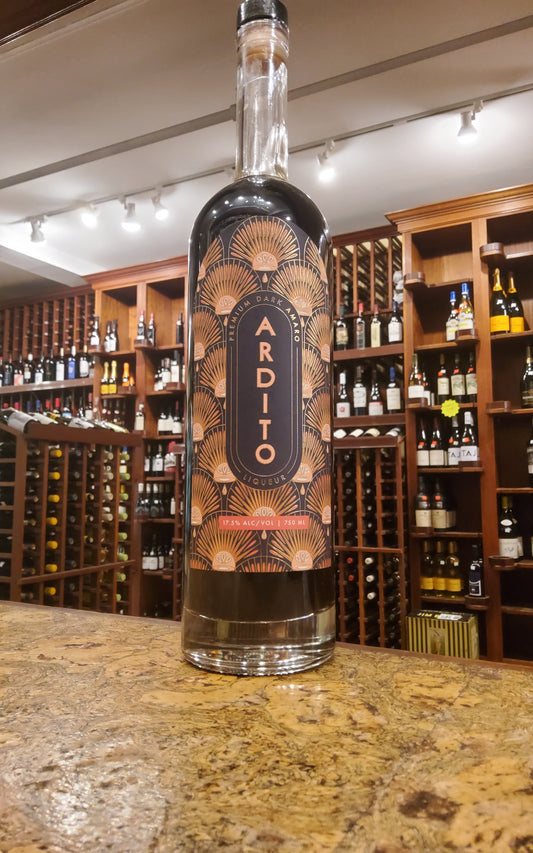 PREMIUM DARK AMARO
ARDITO
LIQUEUR
17.5% ALC/VOL | 750 ML